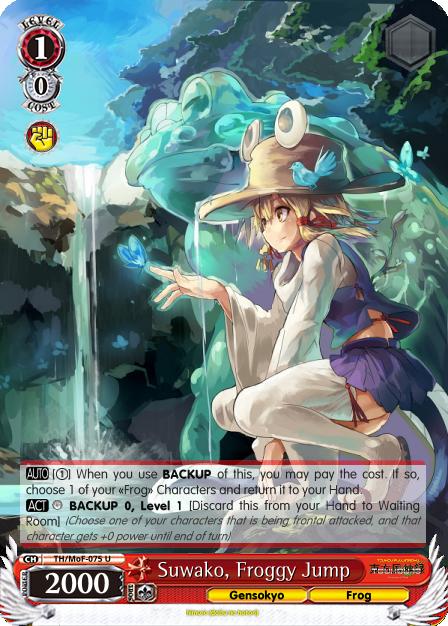 LEVEL
1
0
COST
AUTO [①] When you use BACKUP of this, you may pay the cost. If so,
choose 1 of your «Frog» Characters and return it to your Hand.
ACT BACKUP 0, Level 1 [Discard this from your Hand to Waiting
Room] (Choose one of your characters that is being frontal attacked, and that
character gets +0 power until end of turn)
CH TH/MoF-075 U
POWER 2000 SOUL
Suwako, Froggy Jump
Gensokyo Frog